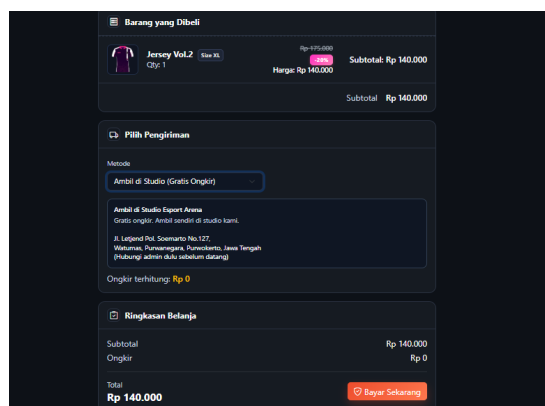 Barang yang Dibeli
Jersey Vol.2 Size XL
Qty: 1
Rp 175.000
-20%
Harga: Rp 140.000
Subtotal: Rp 140.000
Subtotal Rp 140.000
Pilih Pengiriman
Metode
Ambil di Studio (Gratis Ongkir)
Ambil di Studio Esport Arena
Gratis ongkir. Ambil sendiri di studio kami.
Jl. Letjend Pol. Soemarto No.127,
Watumas, Purwanegara, Purwokerto, Jawa Tengah
(Hubungi admin dulu sebelum datang)
Ongkir terhitung: Rp 0
Ringkasan Belanja
Subtotal Rp 140.000
Ongkir Rp 0
Total
Rp 140.000
Bayar Sekarang